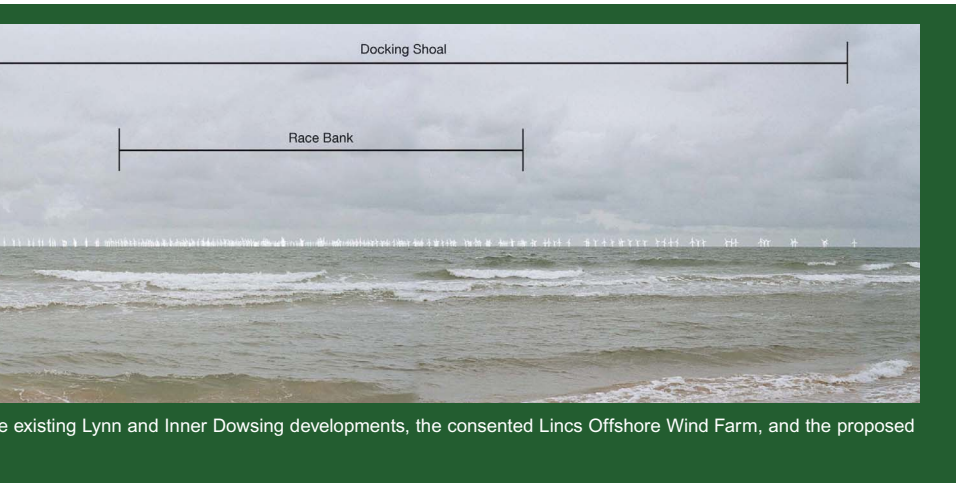 Docking Shoal
Race Bank
e existing Lynn and Inner Dowsing developments, the consented Lincs Offshore Wind Farm, and the proposed